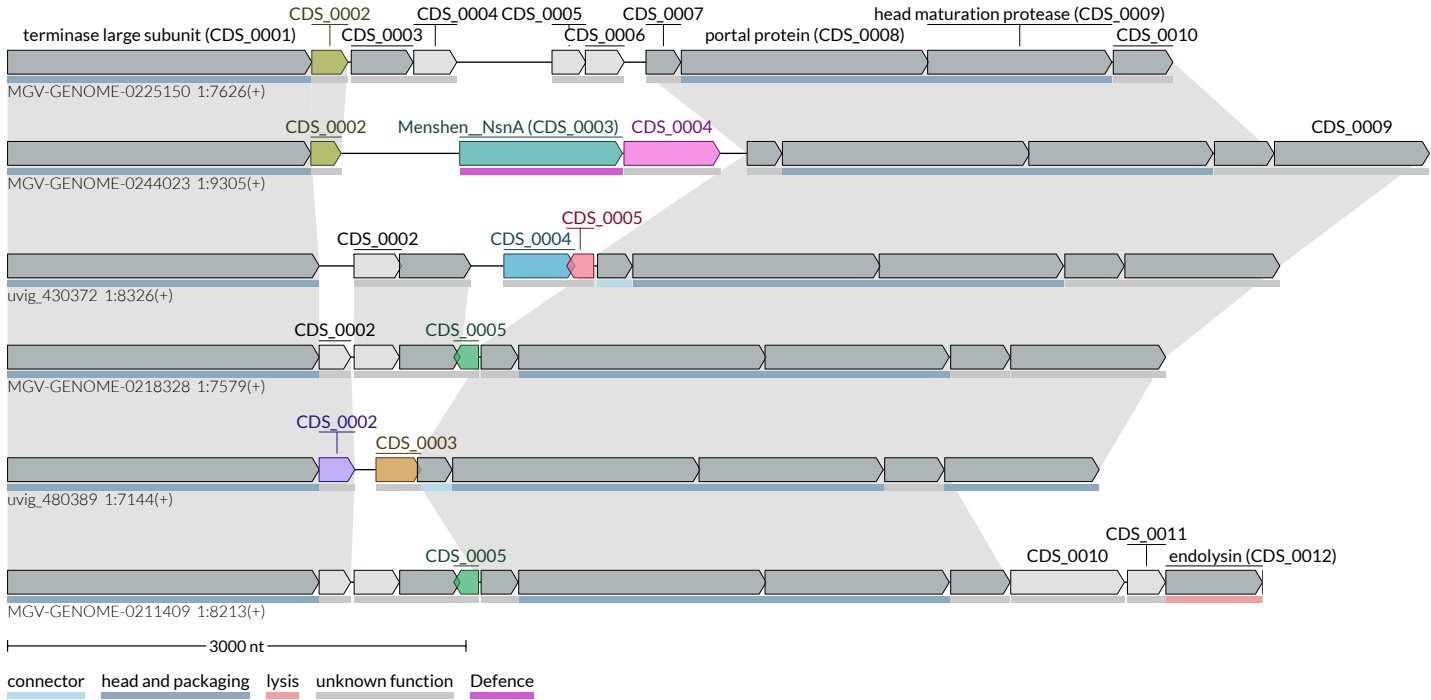 CDS_0002 CDS_0004 CDS_0005 CDS_0007 head maturation protease (CDS_0009)
terminase large subunit (CDS_0001) CDS_0003 CDS_0006 portal protein (CDS_0008) CDS_0010
MGV-GENOME-0225150 1:7626(+)
CDS_0002 Menshen__NsnA (CDS_0003) CDS_0004 CDS_0009
MGV-GENOME-0244023 1:9305(+)
CDS_0005
CDS_0002 CDS_0004
uvig_430372 1:8326(+)
CDS_0002 CDS_0005
MGV-GENOME-0218328 1:7579(+)
CDS_0002
CDS_0003
uvig_480389 1:7144(+)
CDS_0011
CDS_0005 CDS_0010 endolysin (CDS_0012)
MGV-GENOME-0211409 1:8213(+)
3000 nt
connector head and packaging lysis unknown function Defence